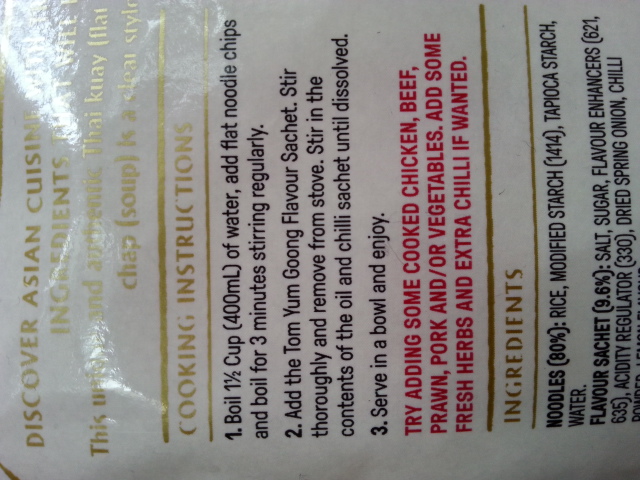 DISCOVER ASIAN CUISINE
INGREDIENTS WILL
This and authentic Thai kuay (flat
chap (soup) is a clear style
COOKING INSTRUCTIONS
1. Boil 1½ Cup (400mL) of water, add flat noodle chips
and boil for 3 minutes stirring regularly.
2. Add the Tom Yum Goong Flavour Sachet. Stir
thoroughly and remove from stove. Stir in the
contents of the oil and chilli sachet until dissolved.
3. Serve in a bowl and enjoy.
TRY ADDING SOME COOKED CHICKEN, BEEF,
PRAWN, PORK AND/OR VEGETABLES. ADD SOME
FRESH HERBS AND EXTRA CHILLI IF WANTED.
INGREDIENTS
NOODLES (80%): RICE, MODIFIED STARCH (1414), TAPIOCA STARCH,
WATER.
FLAVOUR SACHET (9.6%): SALT, SUGAR, FLAVOUR ENHANCERS (621,
635), ACIDITY REGULATOR (330), DRIED SPRING ONION, CHILLI